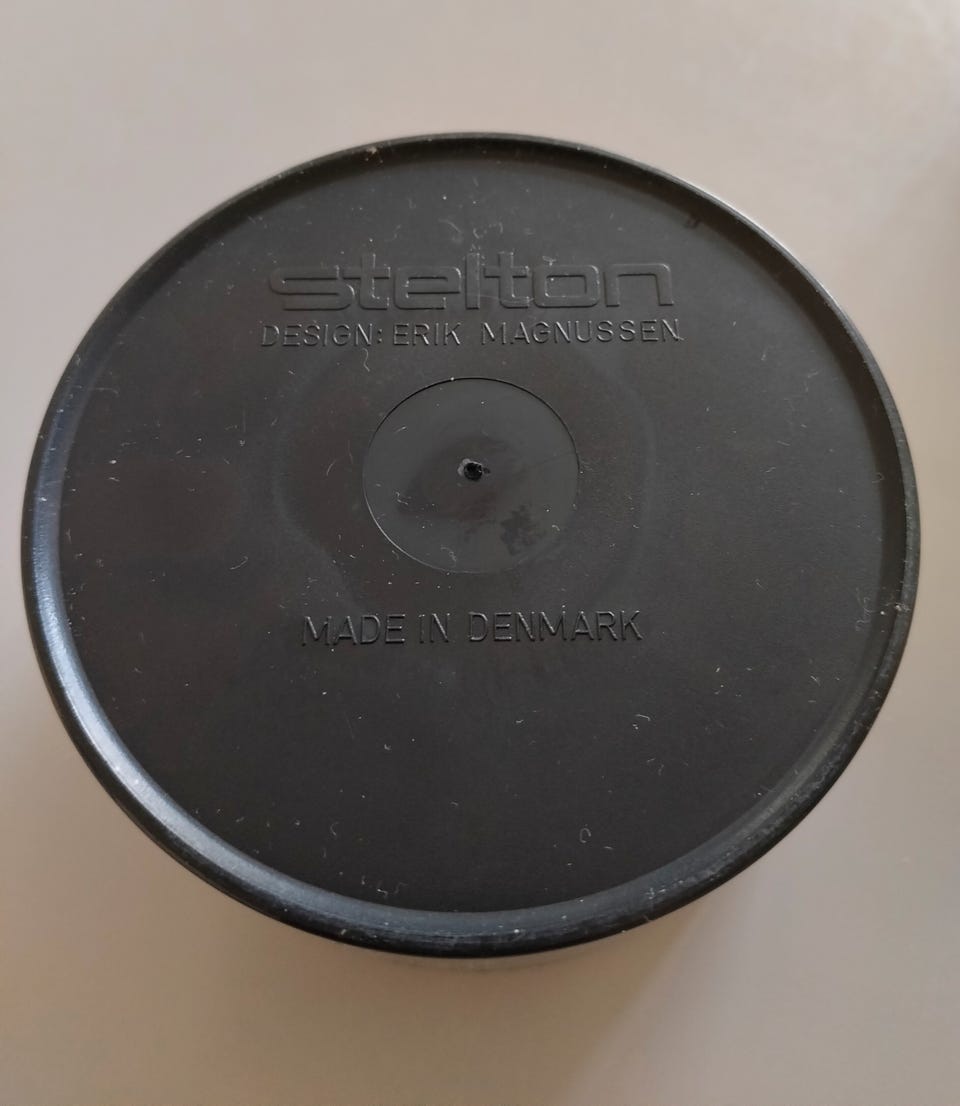 stelton
DESIGN: ERIK MAGNUSSEN
MADE IN DENMARK